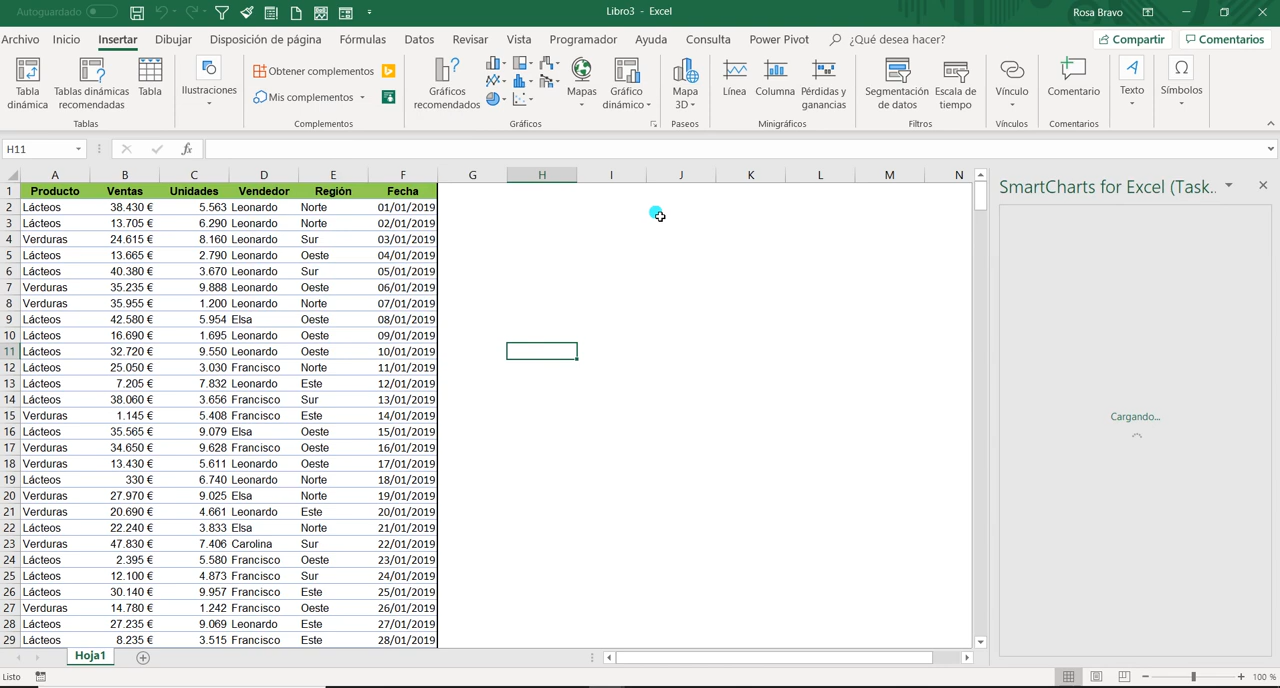 Autoguardado
Libro3 - Excel
Rosa Bravo
Archivo Inicio Insertar Dibujar Disposición de página Fórmulas Datos Revisar Vista Programador Ayuda Consulta Power Pivot ¿Qué desea hacer? Compartir Comentarios
Tabla dinámica
Tablas dinámicas recomendadas
Tabla
Ilustraciones
Obtener complementos
Mis complementos
Gráficos recomendados
Mapas
Gráfico dinámico
Mapa 3D
Línea
Columna
Pérdidas y ganancias
Segmentación de datos
Escala de tiempo
Vínculo
Comentario
Texto
Símbolos
Tablas Complementos Gráficos Paseos Minigráficos Filtros Vínculos Comentarios
H11 fx
A B C D E F G H I J K L M N
1 Producto Ventas Unidades Vendedor Región Fecha
2 Lácteos 38.430 € 5.563 Leonardo Norte 01/01/2019
3 Lácteos 13.705 € 6.290 Leonardo Norte 02/01/2019
4 Verduras 24.615 € 8.160 Leonardo Sur 03/01/2019
5 Lácteos 13.665 € 2.790 Leonardo Oeste 04/01/2019
6 Lácteos 40.380 € 3.670 Leonardo Sur 05/01/2019
7 Verduras 35.235 € 9.888 Leonardo Oeste 06/01/2019
8 Verduras 35.955 € 1.200 Leonardo Norte 07/01/2019
9 Lácteos 42.580 € 5.954 Elsa Oeste 08/01/2019
10 Lácteos 16.690 € 1.695 Leonardo Oeste 09/01/2019
11 Lácteos 32.720 € 9.550 Leonardo Oeste 10/01/2019
12 Lácteos 25.050 € 3.030 Francisco Norte 11/01/2019
13 Lácteos 7.205 € 7.832 Leonardo Este 12/01/2019
14 Lácteos 38.060 € 3.656 Francisco Sur 13/01/2019
15 Verduras 1.145 € 5.408 Francisco Este 14/01/2019
16 Lácteos 35.565 € 9.079 Elsa Oeste 15/01/2019
17 Verduras 34.650 € 9.628 Francisco Oeste 16/01/2019
18 Verduras 13.430 € 5.611 Leonardo Oeste 17/01/2019
19 Lácteos 330 € 6.740 Leonardo Norte 18/01/2019
20 Verduras 27.970 € 9.025 Elsa Norte 19/01/2019
21 Verduras 20.690 € 4.661 Leonardo Este 20/01/2019
22 Lácteos 22.240 € 3.833 Elsa Norte 21/01/2019
23 Verduras 47.830 € 7.406 Carolina Sur 22/01/2019
24 Lácteos 2.395 € 5.580 Francisco Oeste 23/01/2019
25 Lácteos 12.100 € 4.873 Francisco Sur 24/01/2019
26 Lácteos 30.140 € 9.957 Francisco Este 25/01/2019
27 Verduras 14.780 € 1.242 Francisco Oeste 26/01/2019
28 Lácteos 27.235 € 9.069 Leonardo Este 27/01/2019
29 Lácteos 8.235 € 3.515 Francisco Este 28/01/2019
SmartCharts for Excel (Task..
Cargando...
Hoja1
Listo
100 %